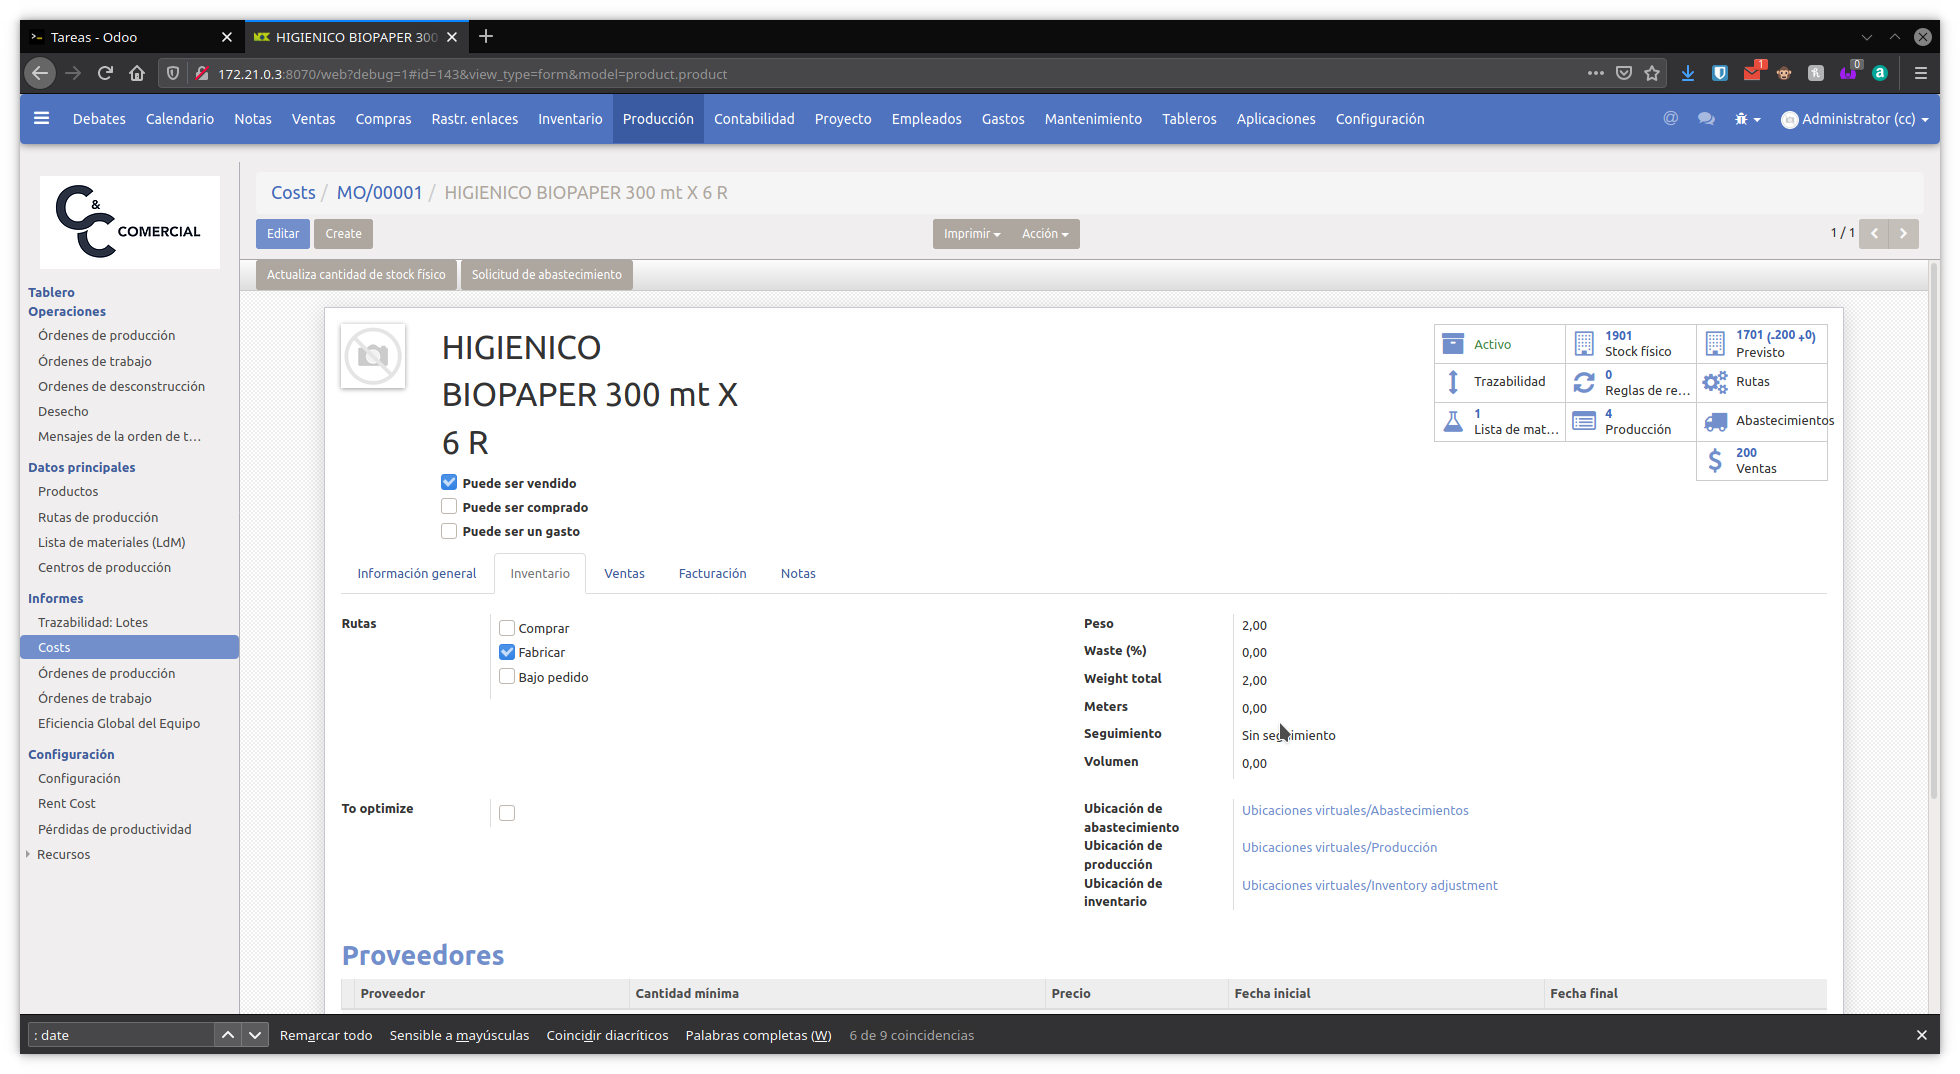 Tareas - Odoo
HIGIENICO BIOPAPER 300
172.21.0.3:8070/web?debug=1#id=143&view_type=form&model=product.product
1
0
Debates Calendario Notas Ventas Compras Rastr. enlaces Inventario Producción Contabilidad Proyecto Empleados Gastos Mantenimiento Tableros Aplicaciones Configuración
Administrator (cc)
C & C COMERCIAL
Costs / MO/00001 / HIGIENICO BIOPAPER 300 mt X 6 R
Editar Create
Imprimir Acción
1 / 1
Actualiza cantidad de stock físico Solicitud de abastecimiento
Tablero
Operaciones
Órdenes de producción
Órdenes de trabajo
Ordenes de desconstrucción
Desecho
Mensajes de la orden de t...
Datos principales
Productos
Rutas de producción
Lista de materiales (LdM)
Centros de producción
Informes
Trazabilidad: Lotes
Costs
Órdenes de producción
Órdenes de trabajo
Eficiencia Global del Equipo
Configuración
Configuración
Rent Cost
Pérdidas de productividad
Recursos
HIGIENICO
BIOPAPER 300 mt X
6 R
Puede ser vendido
Puede ser comprado
Puede ser un gasto
Activo
1901
Stock físico
1701 (-200 +0)
Previsto
Trazabilidad
0
Reglas de re...
Rutas
1
Lista de mat...
4
Producción
Abastecimientos
200
Ventas
Información general Inventario Ventas Facturación Notas
Rutas
Comprar
Fabricar
Bajo pedido
To optimize
Peso 2,00
Waste (%) 0,00
Weight total 2,00
Meters 0,00
Seguimiento Sin seguimiento
Volumen 0,00
Ubicación de
abastecimiento
Ubicaciones virtuales/Abastecimientos
Ubicación de
producción
Ubicaciones virtuales/Producción
Ubicación de
inventario
Ubicaciones virtuales/Inventory adjustment
Proveedores
Proveedor Cantidad mínima Precio Fecha inicial Fecha final
: date
Remarcar todo Sensible a mayúsculas Coincidir diacríticos Palabras completas (W) 6 de 9 coincidencias